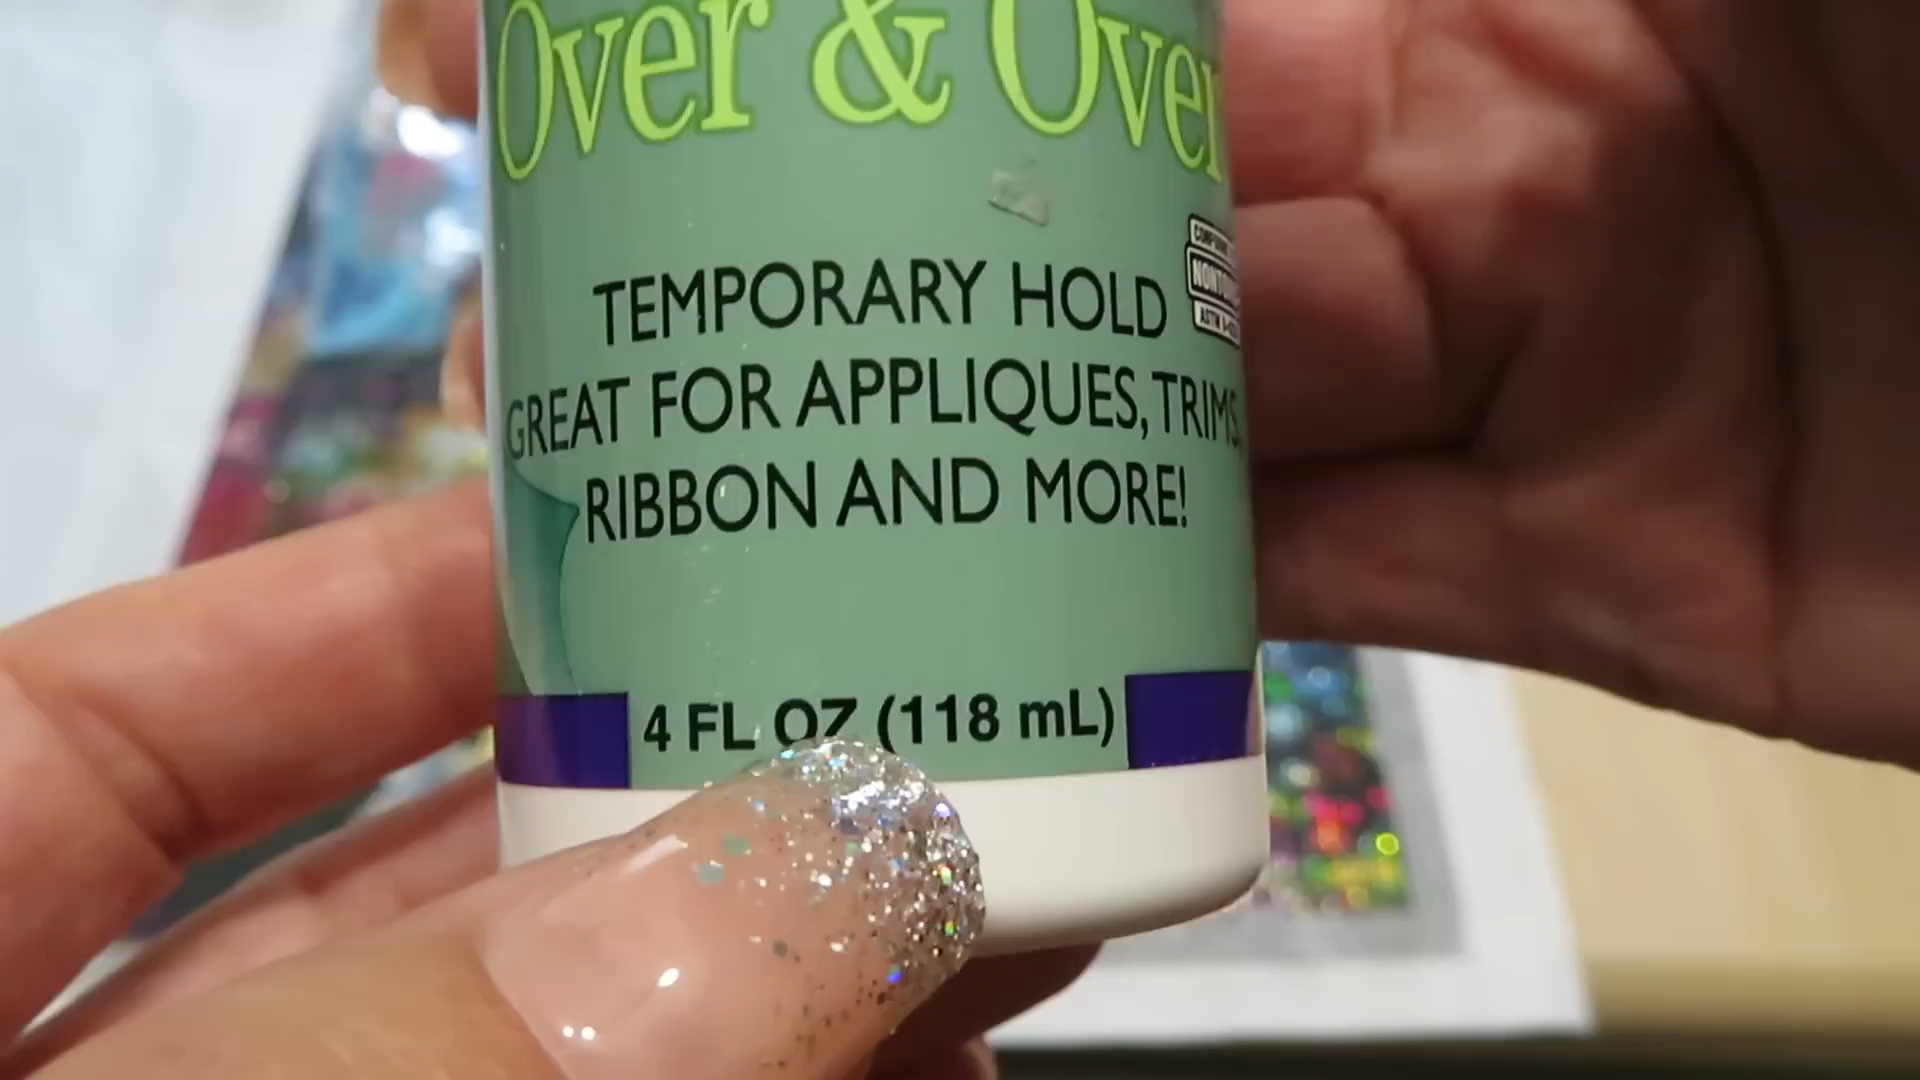 Over & Over
TEMPORARY HOLD
GREAT FOR APPLIQUES, TRIMS,
RIBBON AND MORE!
4 FL OZ (118 mL)